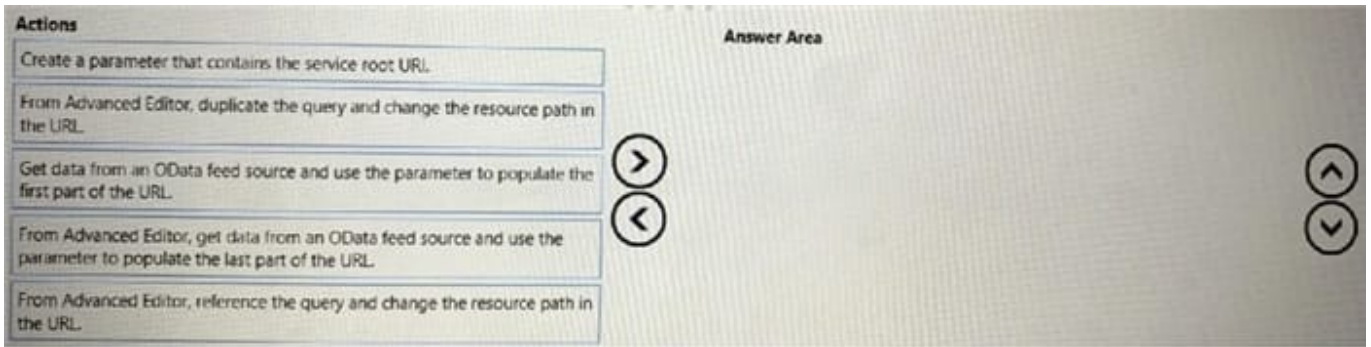 Actions
Answer Area
Create a parameter that contains the service root URI.
From Advanced Editor, duplicate the query and change the resource path in
the URL.
Get data from an OData feed source and use the parameter to populate the
first part of the URL.
From Advanced Editor, get data from an OData feed source and use the
parameter to populate the last part of the URL.
From Advanced Editor, reference the query and change the resource path in
the URL.